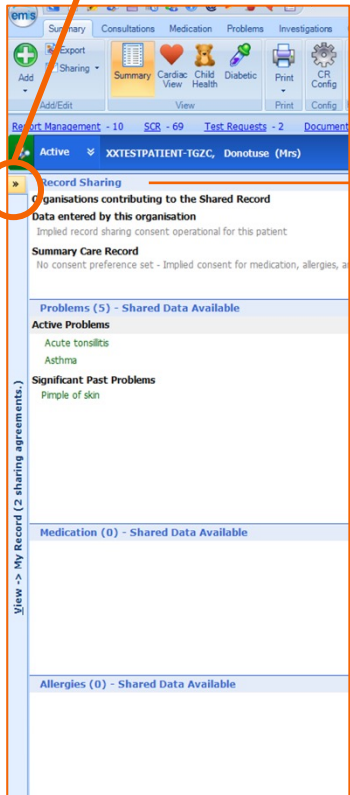 emis
Summary Consultations Medication Problems Investigations
Add Export Sharing Summary Cardiac View Child Health Diabetic Print CR Config
Add/Edit View Print Config
Report Management - 10 SCR - 69 Test Requests - 2 Document
Active XXTESTPATIENT-TGZC, Donotuse (Mrs)
» Record Sharing
Organisations contributing to the Shared Record
Data entered by this organisation
Implied record sharing consent operational for this patient
Summary Care Record
No consent preference set - Implied consent for medication, allergies, a
Problems (5) - Shared Data Available
Active Problems
Acute tonsilitis
Asthma
Significant Past Problems
Pimple of skin
View -> My Record (2 sharing agreements.)
Medication (0) - Shared Data Available
Allergies (0) - Shared Data Available